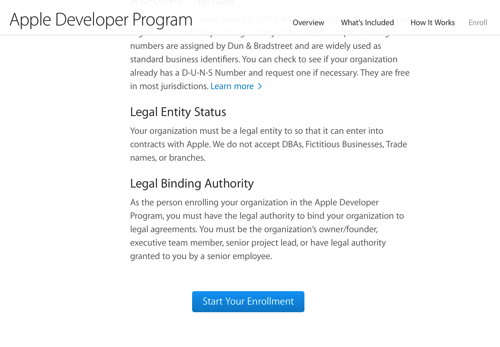 Apple Developer Program
Overview What's Included How It Works Enroll
numbers are assigned by Dun & Bradstreet and are widely used as
standard business identifiers. You can check to see if your organization
already has a D-U-N-S Number and request one if necessary. They are free
in most jurisdictions. Learn more >
Legal Entity Status
Your organization must be a legal entity to so that it can enter into
contracts with Apple. We do not accept DBAs, Fictitious Businesses, Trade
names, or branches.
Legal Binding Authority
As the person enrolling your organization in the Apple Developer
Program, you must have the legal authority to bind your organization to
legal agreements. You must be the organization's owner/founder,
executive team member, senior project lead, or have legal authority
granted to you by a senior employee.
Start Your Enrollment